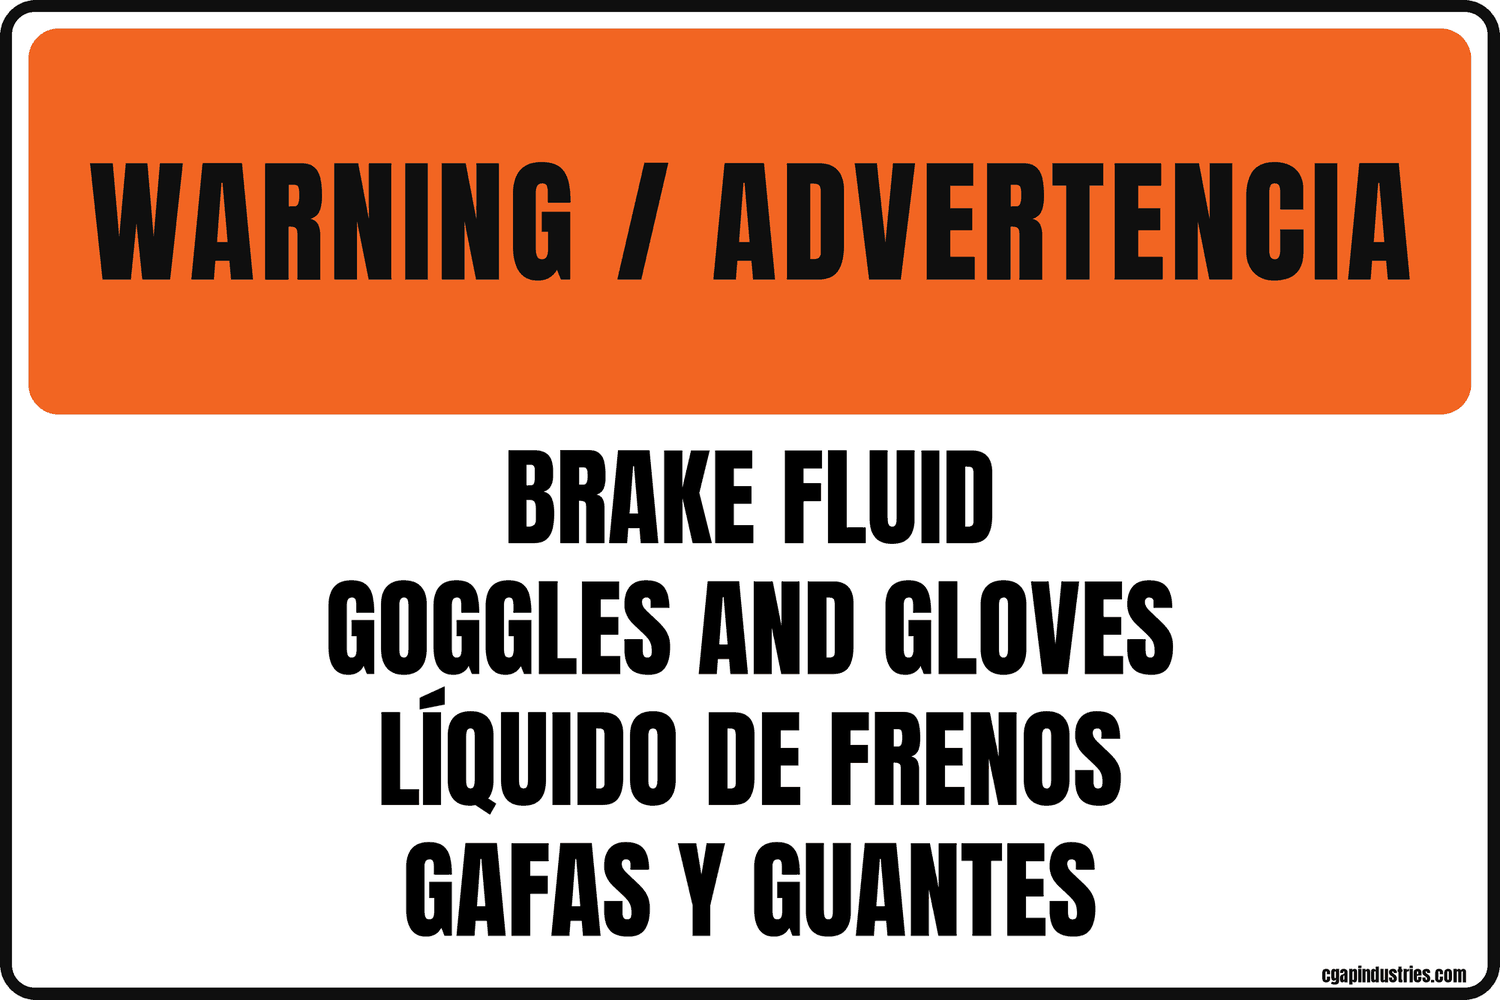 WARNING / ADVERTENCIA
BRAKE FLUID
GOGGLES AND GLOVES
LÍQUIDO DE FRENOS
GAFAS Y GUANTES
cgapindustries.com